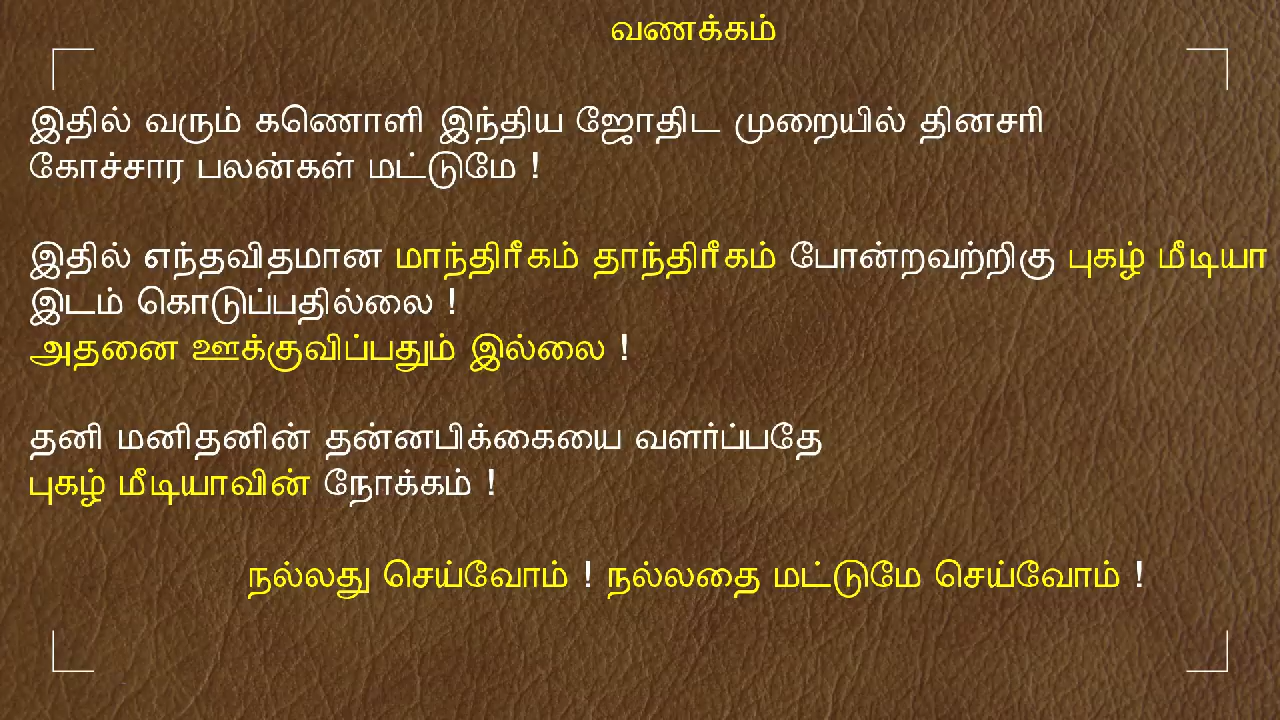 வணக்கம்
இதில் வரும் கணொளி இந்திய ஜோதிட முறையில் தினசரி
கோச்சார பலன்கள் மட்டுமே !
இதில் எந்தவிதமான மாந்திரீகம் தாந்திரீகம் போன்றவற்றிகு புகழ் மீடியா
இடம் கொடுப்பதில்லை !
அதனை ஊக்குவிப்பதும் இல்லை !
தனி மனிதனின் தன்னபிக்கையை வளர்ப்பதே
புகழ் மீடியாவின் நோக்கம் !
நல்லது செய்வோம் ! நல்லதை மட்டுமே செய்வோம் !